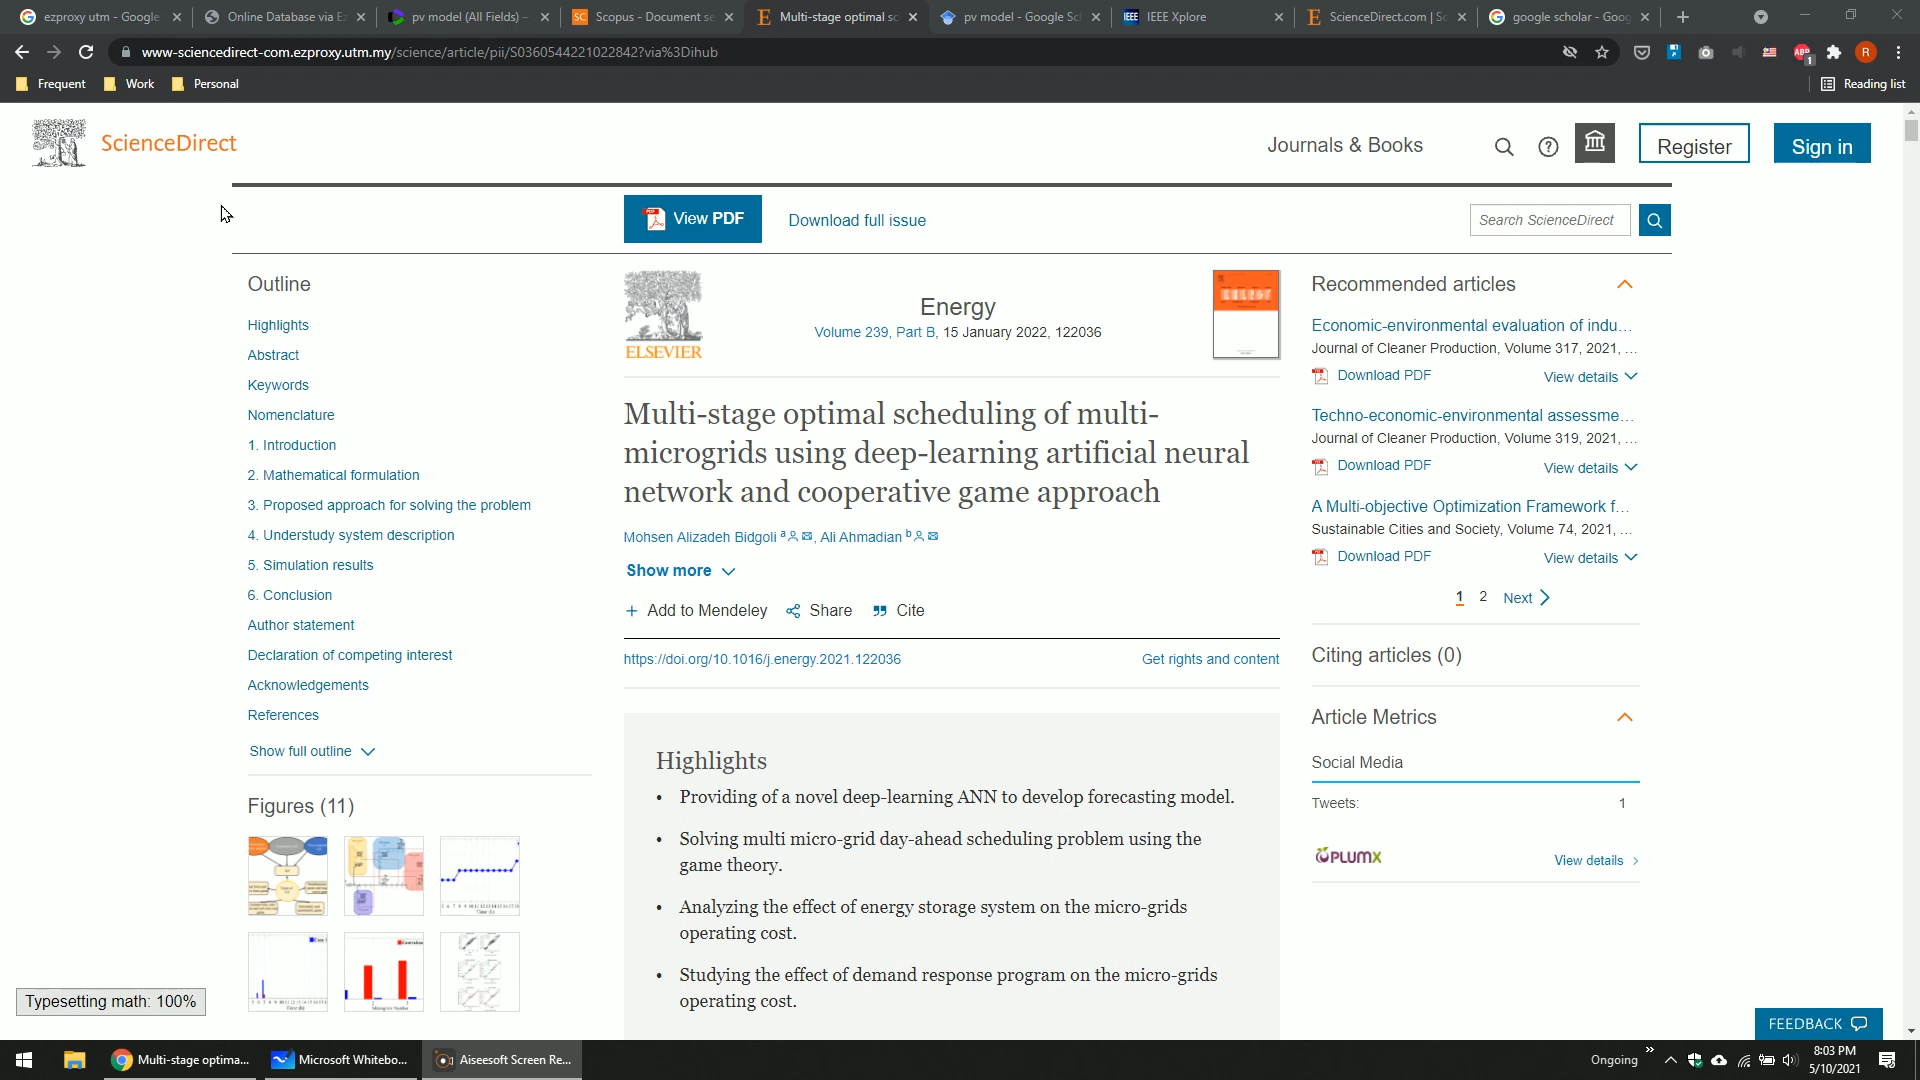 ezproxy utm - Google
Online Database via Ez
pv model (All Fields) –
Scopus - Document se
Multi-stage optimal sc
pv model - Google Sc
IEEE Xplore
ScienceDirect.com | Sc
google scholar - Goog
www-sciencedirect-com.ezproxy.utm.my/science/article/pii/S0360544221022842?via%3Dihub
Frequent
Work
Personal
Reading list
ScienceDirect
Journals & Books
Register
Sign in
View PDF
Download full issue
Search ScienceDirect
Outline
Highlights
Abstract
Keywords
Nomenclature
1. Introduction
2. Mathematical formulation
3. Proposed approach for solving the problem
4. Understudy system description
5. Simulation results
6. Conclusion
Author statement
Declaration of competing interest
Acknowledgements
References
Show full outline
Figures (11)
Typesetting math: 100%
ELSEVIER
Energy
Volume 239, Part B, 15 January 2022, 122036
Multi-stage optimal scheduling of multi-
microgrids using deep-learning artificial neural
network and cooperative game approach
Mohsen Alizadeh Bidgoli a, Ali Ahmadian b
Show more
Add to Mendeley
Share
Cite
https://doi.org/10.1016/j.energy.2021.122036
Get rights and content
Highlights
• Providing of a novel deep-learning ANN to develop forecasting model.
• Solving multi micro-grid day-ahead scheduling problem using the
game theory.
• Analyzing the effect of energy storage system on the micro-grids
operating cost.
• Studying the effect of demand response program on the micro-grids
operating cost.
Recommended articles
Economic-environmental evaluation of indu...
Journal of Cleaner Production, Volume 317, 2021, ...
Download PDF
View details
Techno-economic-environmental assessme...
Journal of Cleaner Production, Volume 319, 2021, ...
Download PDF
View details
A Multi-objective Optimization Framework f...
Sustainable Cities and Society, Volume 74, 2021, ...
Download PDF
View details
1 2 Next
Citing articles (0)
Article Metrics
Social Media
Tweets: 1
PLUMX
View details
FEEDBACK
Multi-stage optima...
Microsoft Whitebo...
Aiseesoft Screen Re...
Ongoing
8:03 PM
5/10/2021